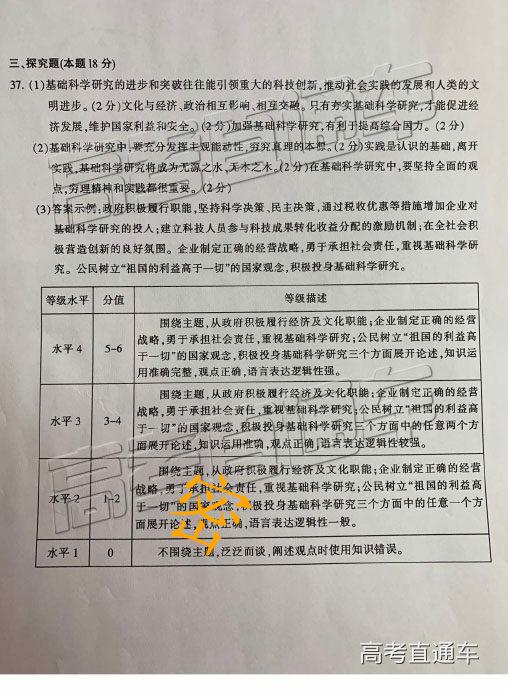 三、探究题(本题18分)
37. (1)基础科学研究的进步和突破往往能引领重大的科技创新,推动社会实践的发展和人类的文
明进步。(2分)文化与经济、政治相互影响、相互交融。只有夯实基础科学研究,才能促进经
济发展,维护国家利益和安全。(2分)加强基础科学研究,有利于提高综合国力。(2分)
(2)基础科学研究中,要充分发挥主观能动性,穷究真理的本性。(2分)实践是认识的基础,离开
实践,基础科学研究将成为无源之水,无本之木。(2分)在基础科学研究中,要坚持全面的观
点,穷理精神和实践都很重要。(2分)
(3)答案示例:政府积极履行职能,坚持科学决策、民主决策,通过税收优惠等措施增加企业对
基础科学研究的投入;建立科技人员参与科技成果转化收益分配的激励机制;在全社会积
极营造创新的良好氛围。企业制定正确的经营战略,勇于承担社会责任,重视基础科学研
究。公民树立“祖国的利益高于一切”的国家观念,积极投身基础科学研究。
等级水平 分值 等级描述
水平4 5-6 围绕主题,从政府积极履行经济及文化职能;企业制定正确的经营
战略,勇于承担社会责任,重视基础科学研究;公民树立“祖国的利益高
于一切”的国家观念,积极投身基础科学研究三个方面展开论述,知识运
用准确完整,观点正确,语言表达逻辑性强。
水平3 3-4 围绕主题,从政府积极履行经济及文化职能;企业制定正确的经营
战略,勇于承担社会责任,重视基础科学研究;公民树立“祖国的利益高
于一切”的国家观念,积极投身基础科学研究三个方面中的任意两个方
面展开论述,知识运用准确,观点正确,语言表达逻辑性较强。
水平2 1-2 围绕主题,从政府积极履行经济及文化职能;企业制定正确的经营
战略,勇于承担社会责任,重视基础科学研究;公民树立“祖国的利益高
于一切”的国家观念,积极投身基础科学研究三个方面中的任意一个方
面展开论述,观点正确,语言表达逻辑性一般。
水平1 0 不围绕主题,泛泛而谈,阐述观点时使用知识错误。
高考直通车